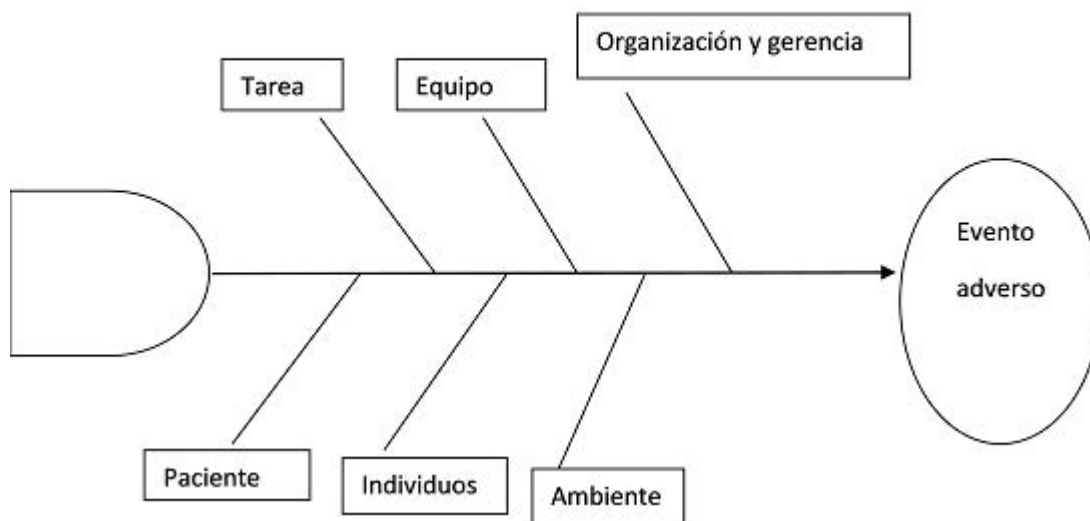 Organización y gerencia
Tarea
Equipo
Evento
adverso
Paciente
Individuos
Ambiente